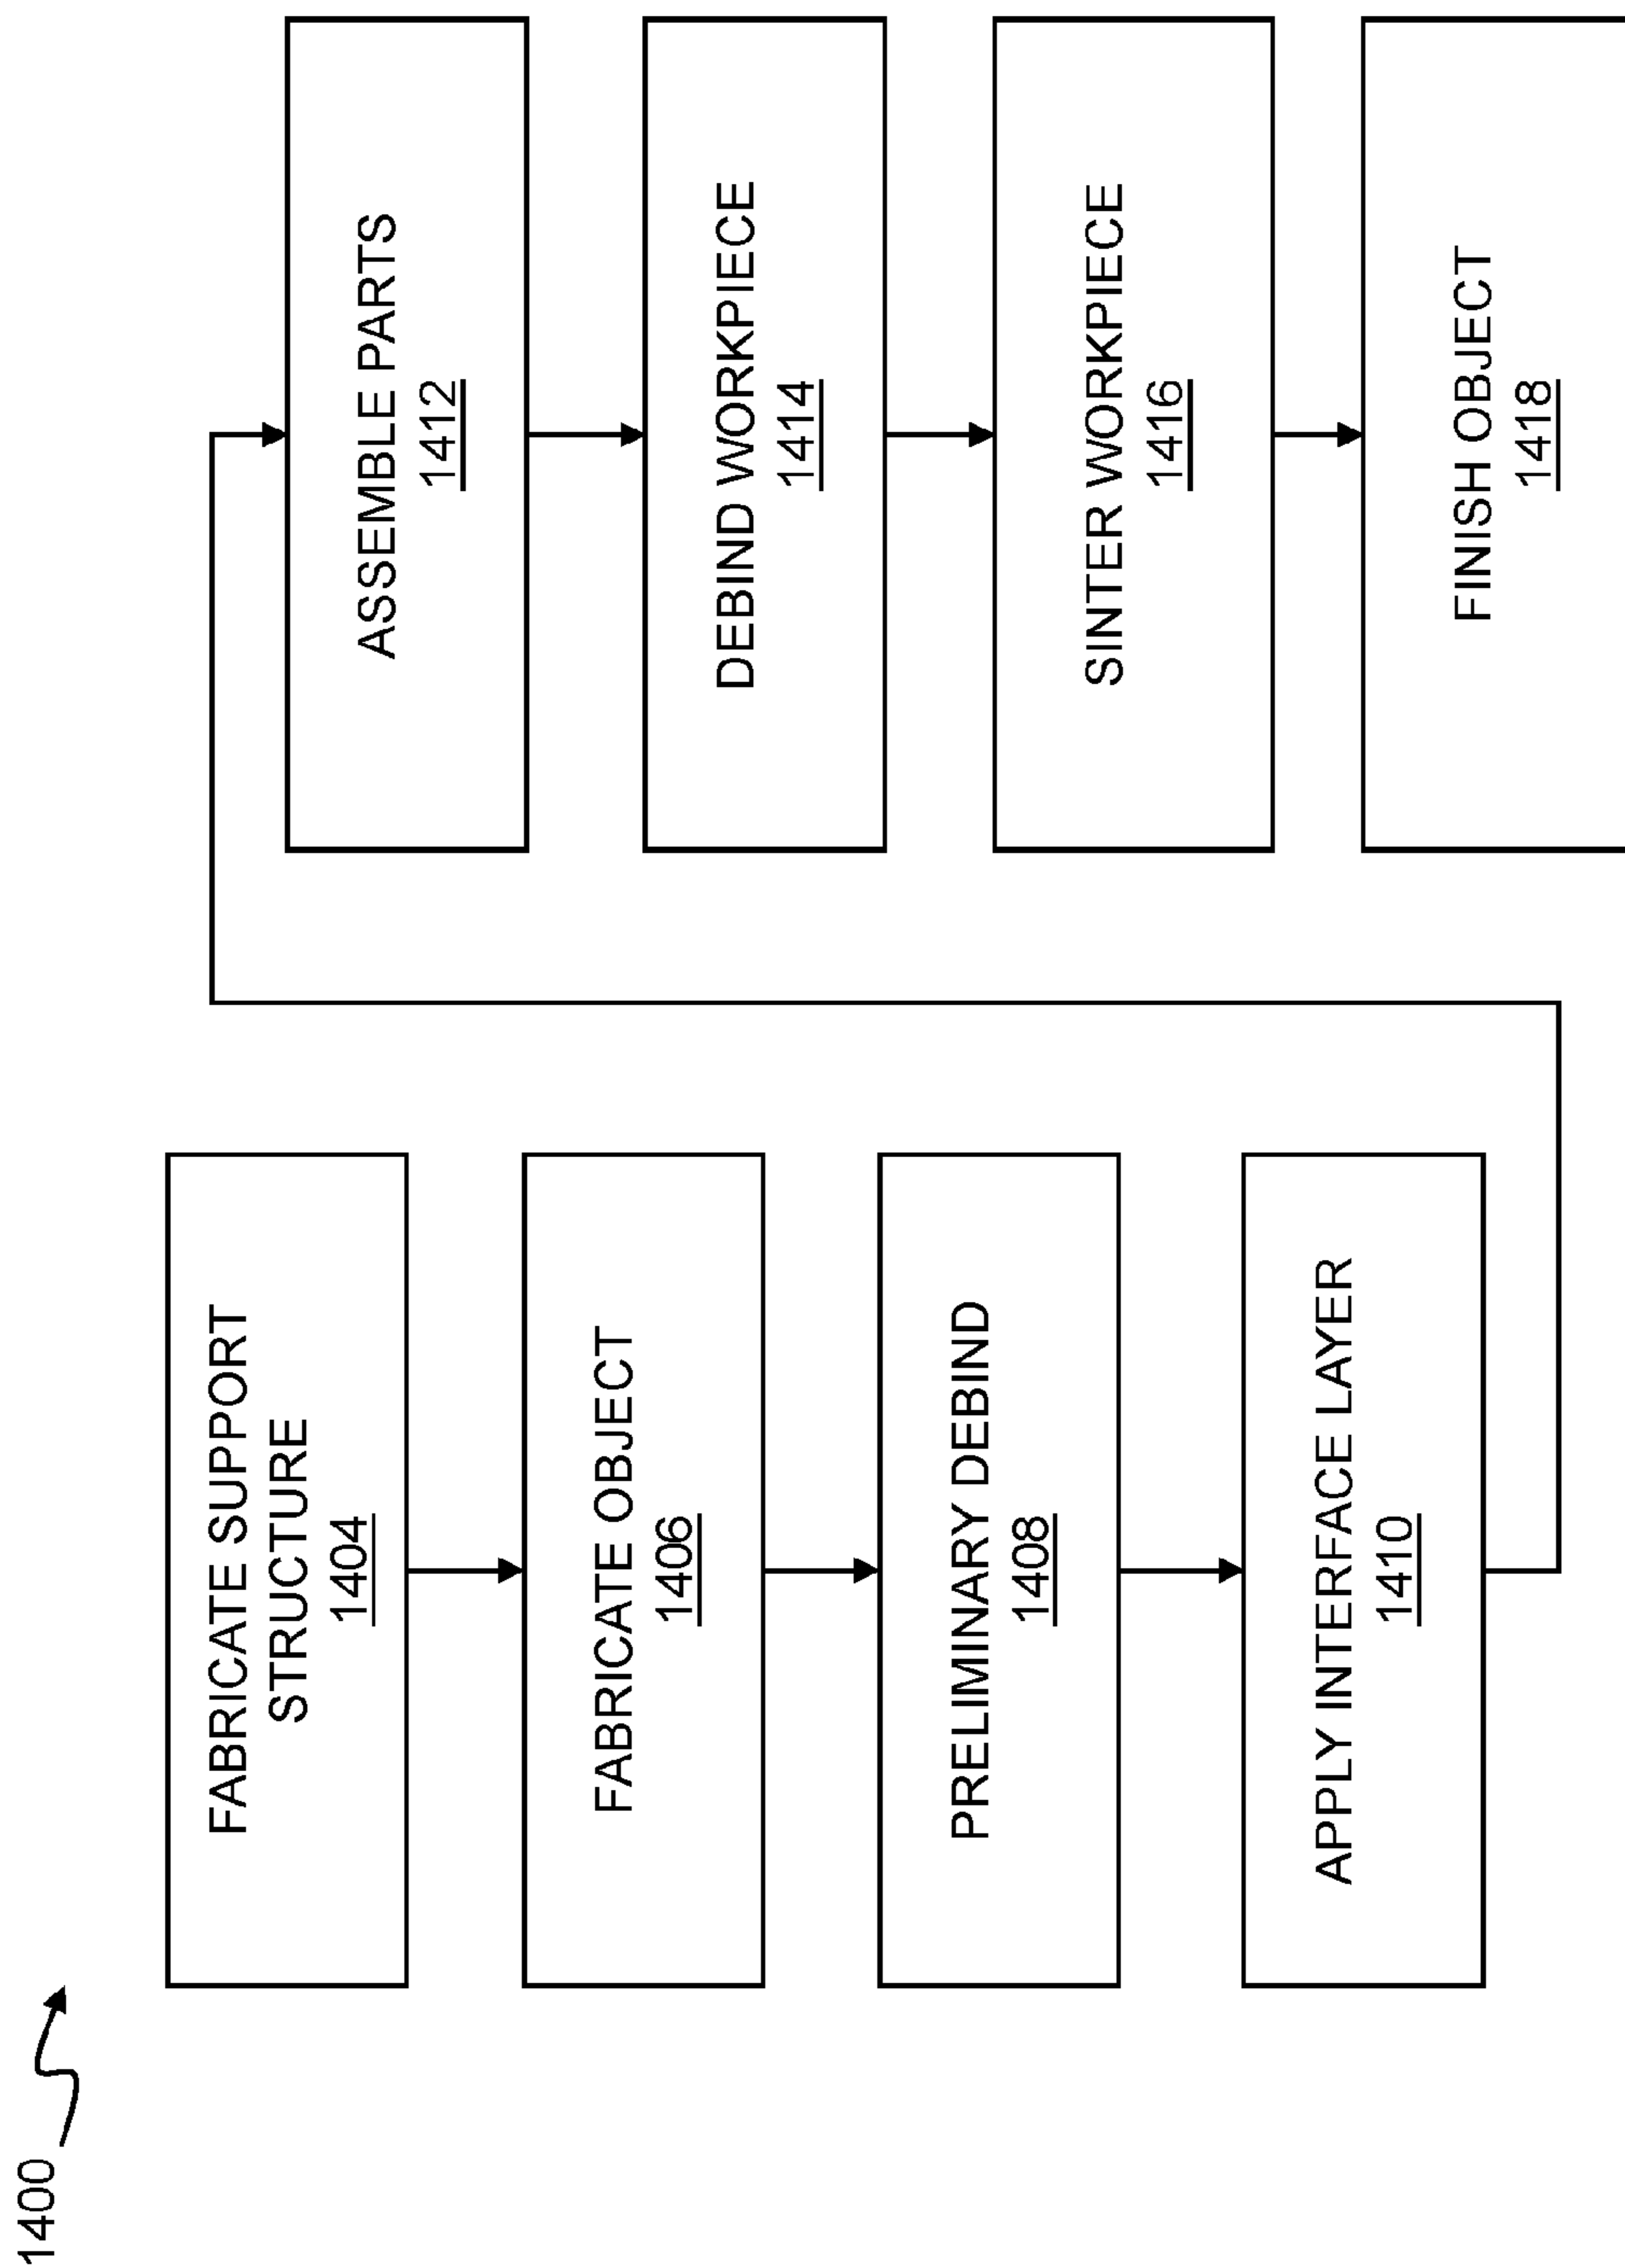 1400
FABRICATE SUPPORT
STRUCTURE
1404
FABRICATE OBJECT
1406
PRELIMINARY DEBIND
1408
APPLY INTERFACE LAYER
1410
ASSEMBLE PARTS
1412
DEBIND WORKPIECE
1414
SINTER WORKPIECE
1416
FINISH OBJECT
1418